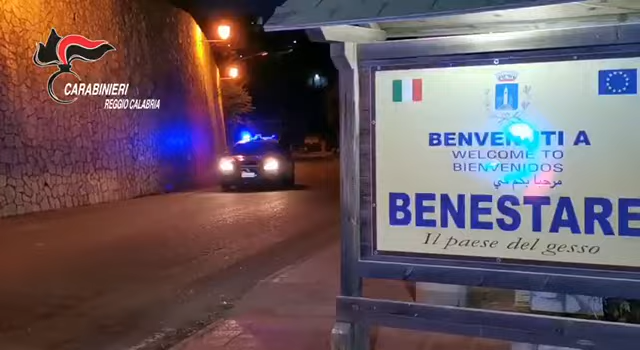 CARABINIERI
REGGIO CALABRIA
BENVENUTI A
WELCOME TO
BIENVENIDOS
مرحبا بكم في
BENESTARE
Il paese del gesso